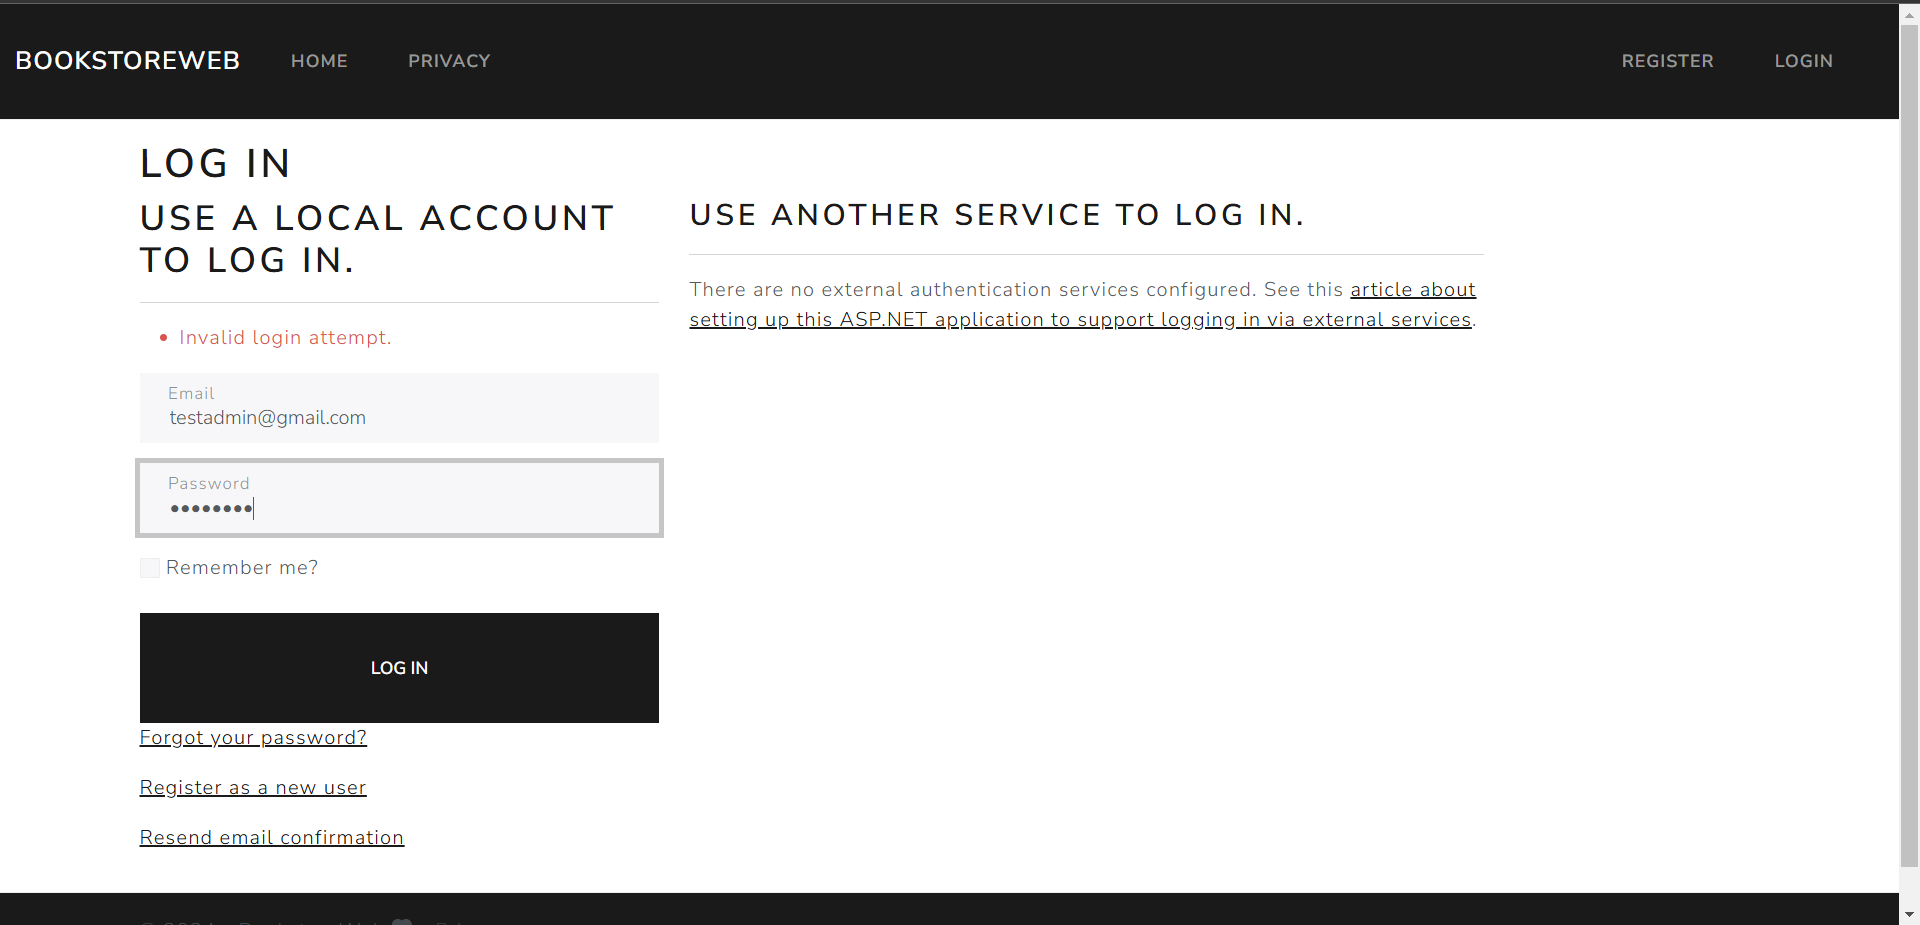 BOOKSTOREWEB HOME PRIVACY REGISTER LOGIN
LOG IN
USE A LOCAL ACCOUNT
TO LOG IN.
Invalid login attempt.
Email
testadmin@gmail.com
Password
Remember me?
LOG IN
Forgot your password?
Register as a new user
Resend email confirmation
USE ANOTHER SERVICE TO LOG IN.
There are no external authentication services configured. See this article about
setting up this ASP.NET application to support logging in via external services.